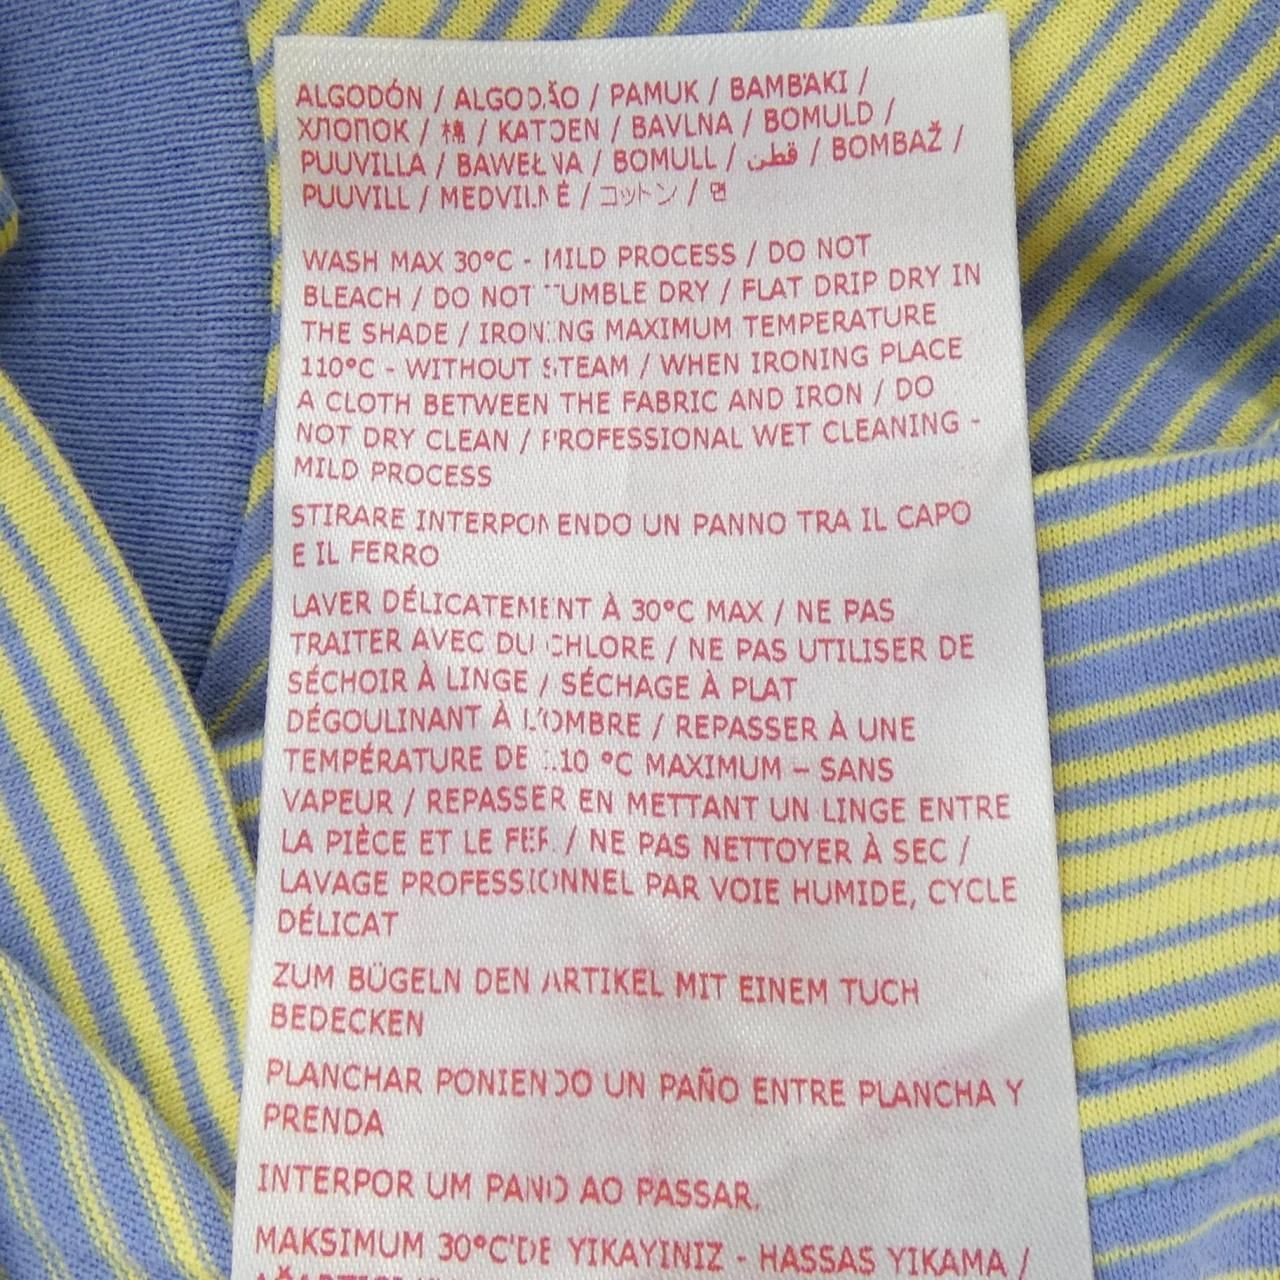 ALGODÓN / ALGODÃO / PAMUK / BAMBAKI /
ХЛОПОК / 棉 / KATOEN / BAVLNA / BOMULD /
PUUVILLA / BAWEŁNA / BOMULL / قطن / BOMBAŽ /
PUUVILL / MEDVILNÉ / コットン / 면
WASH MAX 30°C - MILD PROCESS / DO NOT
BLEACH / DO NOT TUMBLE DRY / FLAT DRIP DRY IN
THE SHADE / IRONING MAXIMUM TEMPERATURE
110°C - WITHOUT STEAM / WHEN IRONING PLACE
A CLOTH BETWEEN THE FABRIC AND IRON / DO
NOT DRY CLEAN / PROFESSIONAL WET CLEANING -
MILD PROCESS
STIRARE INTERPONENDO UN PANNO TRA IL CAPO
E IL FERRO
LAVER DÉLICATEMENT À 30°C MAX / NE PAS
TRAITER AVEC DU CHLORE / NE PAS UTILISER DE
SÉCHOIR À LINGE / SÉCHAGE À PLAT
DÉGOULINANT À L'OMBRE / REPASSER À UNE
TEMPÉRATURE DE 110 °C MAXIMUM – SANS
VAPEUR / REPASSER EN METTANT UN LINGE ENTRE
LA PIÈCE ET LE FER / NE PAS NETTOYER À SEC /
LAVAGE PROFESSIONNEL PAR VOIE HUMIDE, CYCLE
DÉLICAT
ZUM BÜGELN DEN ARTIKEL MIT EINEM TUCH
BEDECKEN
PLANCHAR PONIENDO UN PAÑO ENTRE PLANCHA Y
PRENDA
INTERPOR UM PANO AO PASSAR.
MAKSIMUM 30°C'DE YIKAYINIZ - HASSAS YIKAMA /